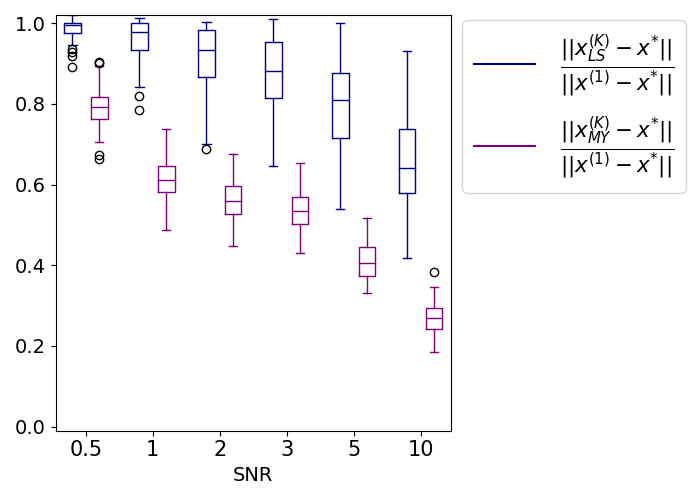 1.0
0.8
0.6
0.4
0.2
0.0
0.5 1 2 3 5 10
SNR
||x_{LS}^{(K)} − x^*||
||x^{(1)} − x^*||
||x_{MY}^{(K)} − x^*||
||x^{(1)} − x^*||